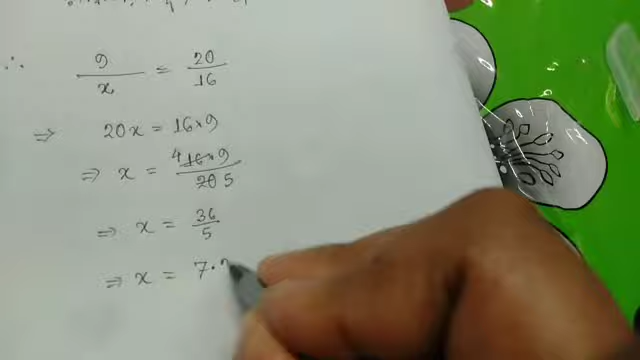 ∴ 9/x = 20/16
⇒ 20x = 16×9
⇒ x = 4 16×9/20 5
⇒ x = 36/5
⇒ x = 7.